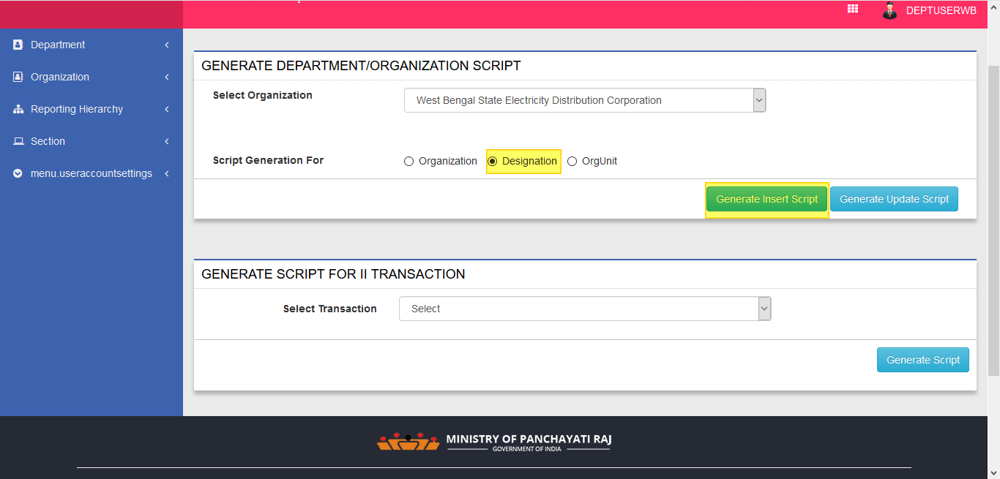 DEPTUSERWB
Department
Organization
Reporting Hierarchy
Section
menu.useraccountsettings
GENERATE DEPARTMENT/ORGANIZATION SCRIPT
Select Organization
West Bengal State Electricity Distribution Corporation
Script Generation For
Organization Designation OrgUnit
Generate Insert Script Generate Update Script
GENERATE SCRIPT FOR II TRANSACTION
Select Transaction
Select
Generate Script
MINISTRY OF PANCHAYATI RAJ
GOVERNMENT OF INDIA